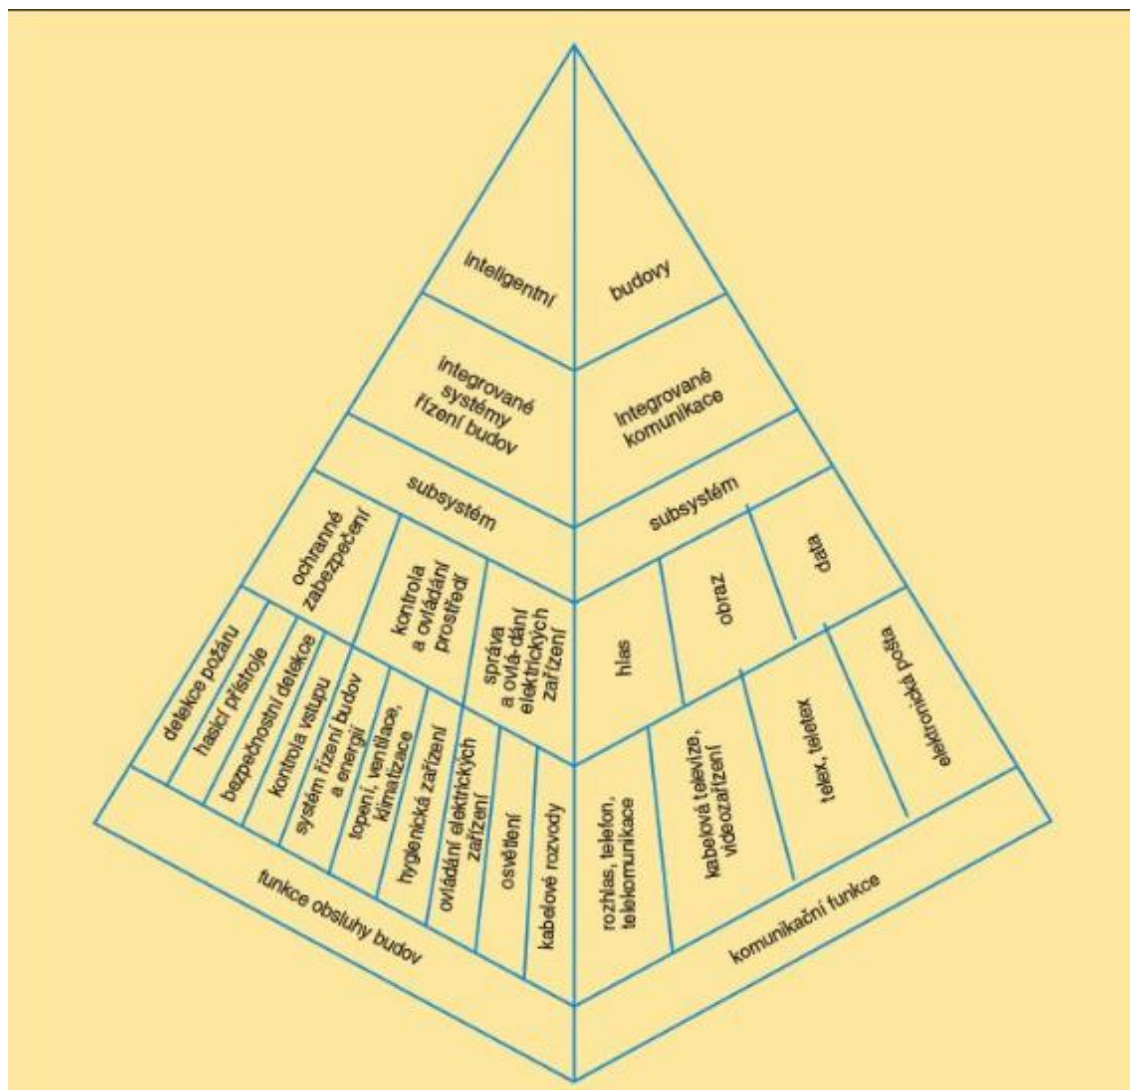 inteligentní
budovy
integrované
systémy
řízení budov
integrované
komunikace
subsystém
subsystém
ochranné
zabezpečení
kontrola
a ovládání
prostředí
správa
a ovlá-dání
elektrických
zařízení
hlas
obraz
data
detekce požáru
hasicí přístroje
bezpečnostní detekce
kontrola vstupu
systém řízení budov
a energií
topení, ventilace,
klimatizace
hygienická zařízení
ovládání elektrických
zařízení
osvětlení
kabelové rozvody
rozhlas, telefon,
telekomunikace
kabelová televize,
videozařízení
telex, teletex
elektronická pošta
funkce obsluhy budov
komunikační funkce